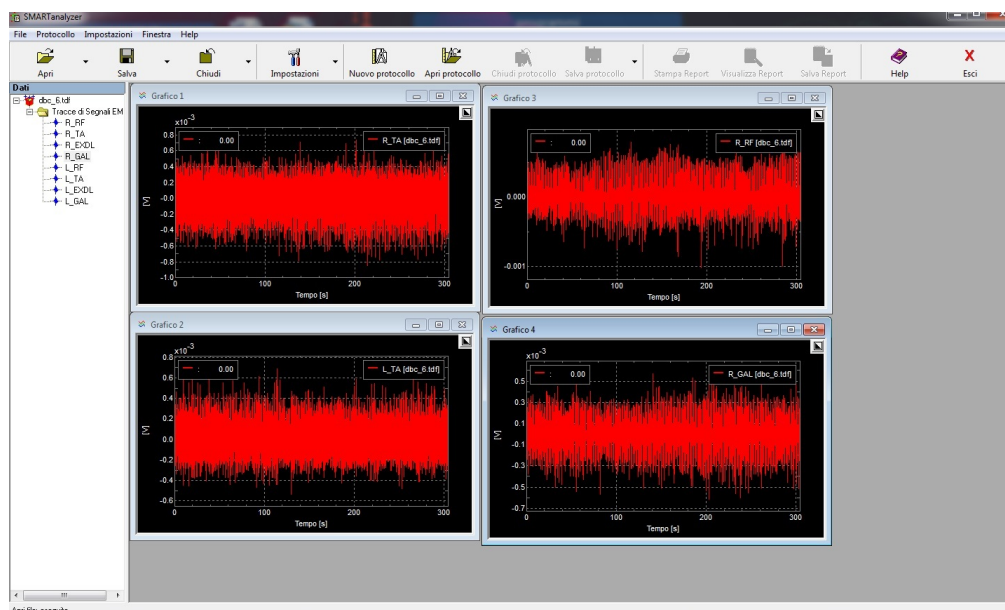 SMARTanalyzer
File Protocollo Impostazioni Finestra Help
Apri Salva Chiudi Impostazioni Nuovo protocollo Apri protocollo Chiudi protocollo Salva protocollo Stampa Report Visualizza Report Salva Report Help Esci
Dati
dbc_6.tdf
Tracce di Segnali EM
R_RF
R_TA
R_EXDL
R_GAL
L_RF
L_TA
L_EXDL
L_GAL
Grafico 1
x10-3
: 0.00
R_TA [dbc_6.tdf]
0.8
0.6
0.4
0.2
-0.0
-0.2
-0.4
-0.6
-0.8
-1.0
[V]
0 100 200 300
Tempo [s]
Grafico 3
: 0.00
R_RF [dbc_6.tdf]
0.000
-0.001
[V]
0 100 200 300
Tempo [s]
Grafico 2
x10-3
: 0.00
L_TA [dbc_6.tdf]
0.8
0.6
0.4
0.2
0.0
-0.2
-0.4
-0.6
[V]
0 100 200 300
Tempo [s]
Grafico 4
x10-3
: 0.00
R_GAL [dbc_6.tdf]
0.5
0.3
0.1
-0.1
-0.3
-0.5
-0.7
[V]
0 100 200 300
Tempo [s]